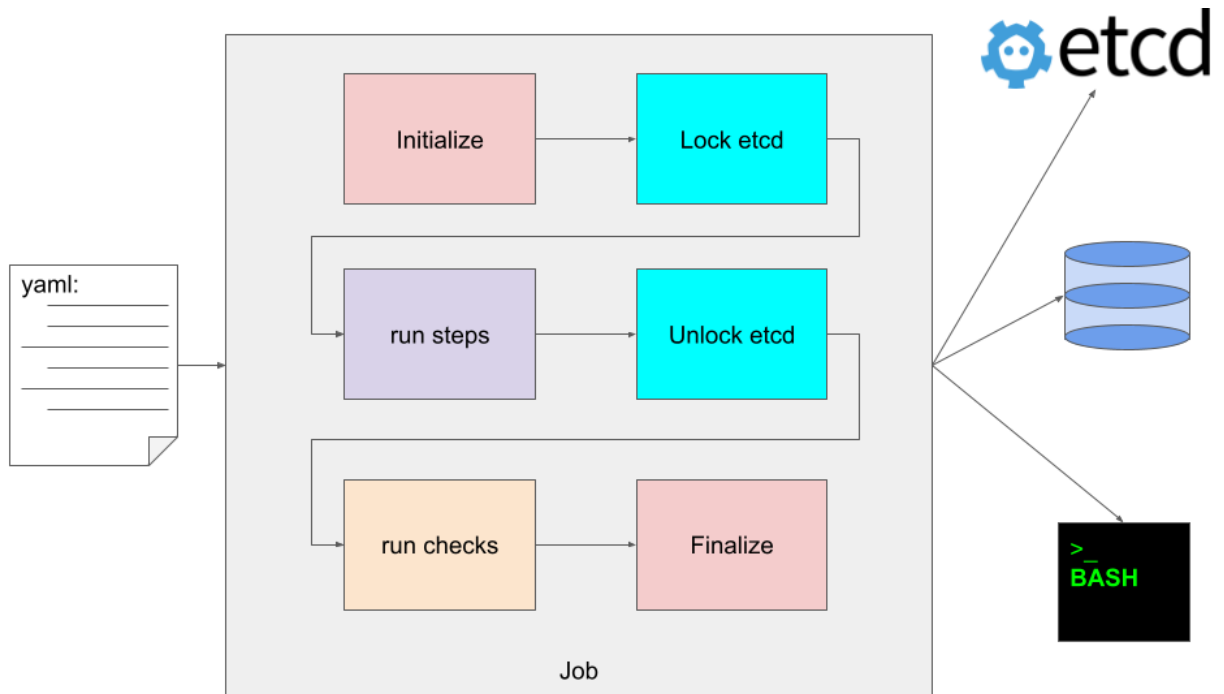 etcd
Initialize
Lock etcd
yaml:
run steps
Unlock etcd
run checks
Finalize
>_
BASH
Job